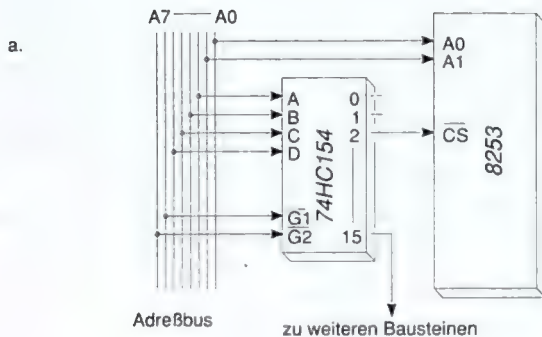 A7 — A0
a.
A0
A1
A 0
B 1
C 2
D
CS
74HC154
8253
G1
G2 15
Adreßbus
zu weiteren Bausteinen